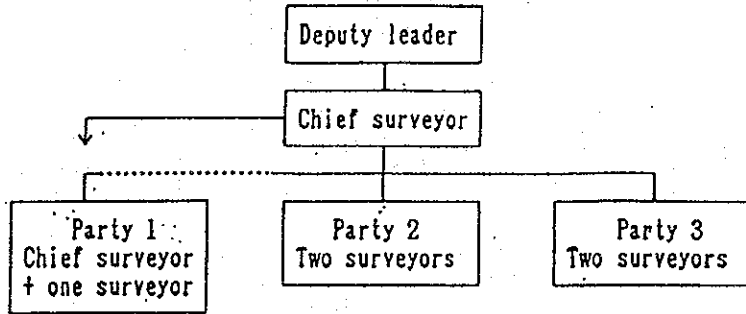 Deputy leader
Chief surveyor
Party 1
Chief surveyor
+ one surveyor
Party 2
Two surveyors
Party 3
Two surveyors